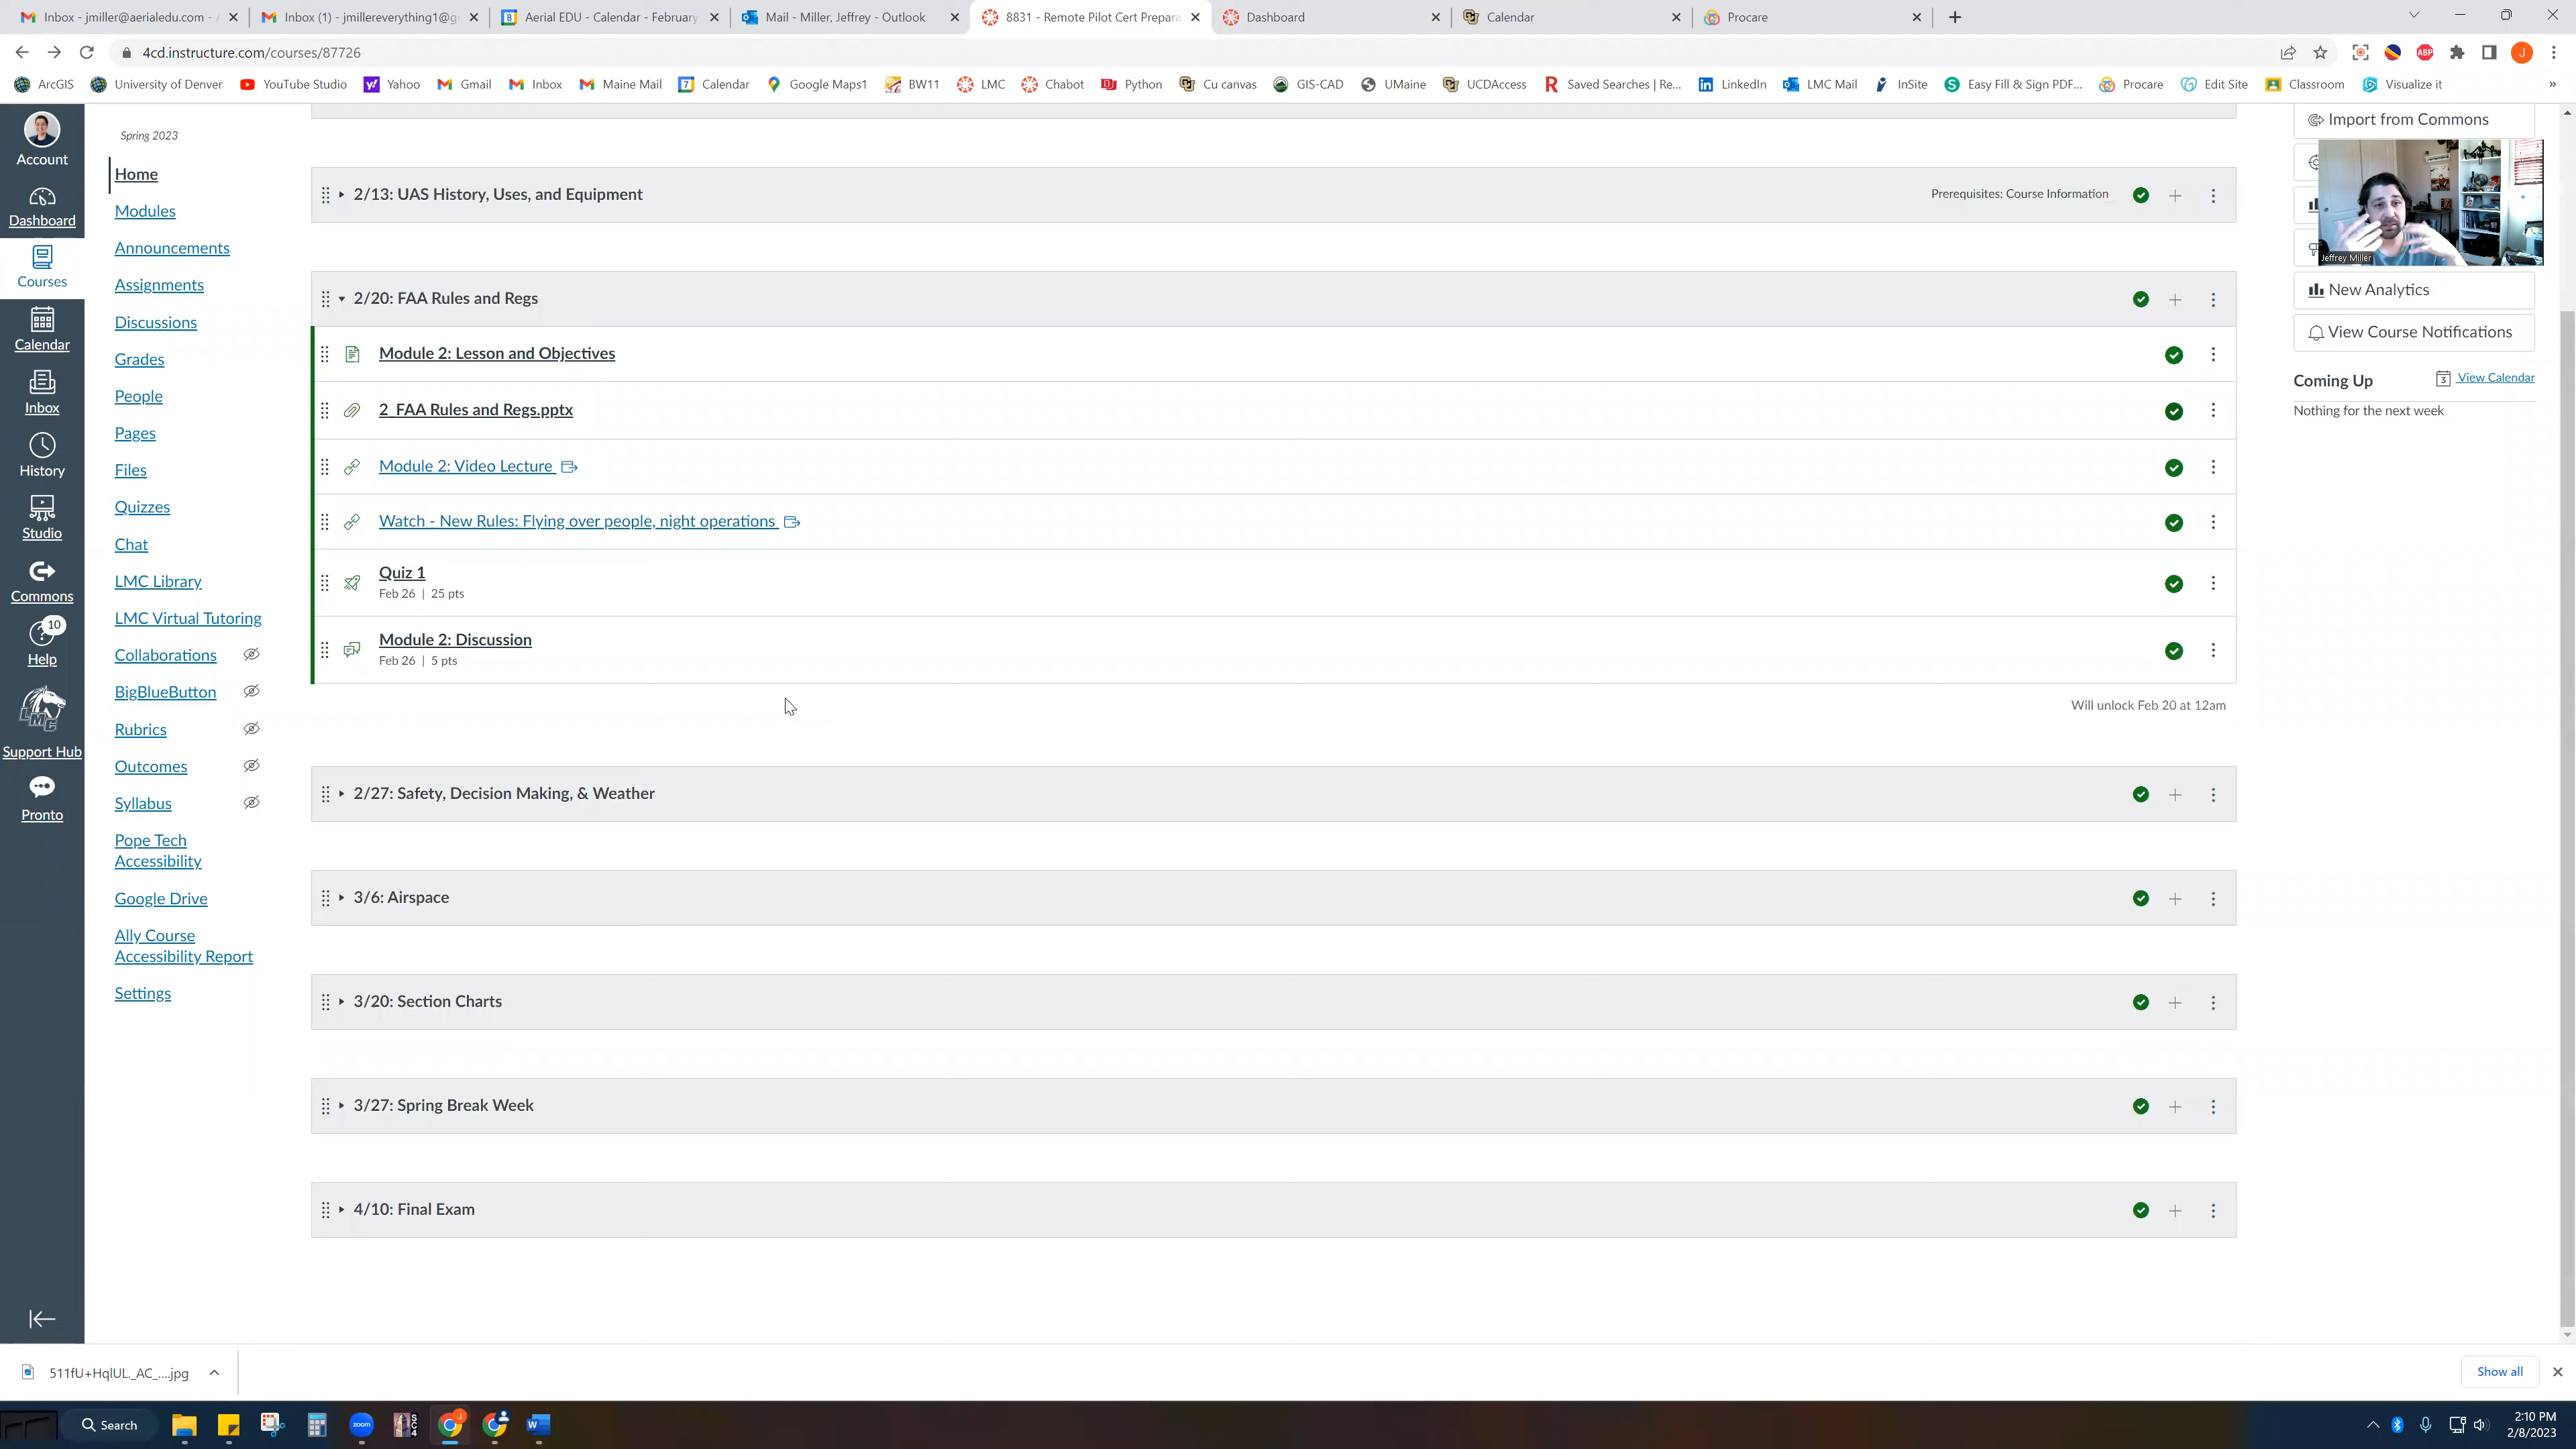 Inbox - jmiller@aerialedu.com - A
Inbox (1) - jmillereverything1@g
Aerial EDU - Calendar - February
Mail - Miller, Jeffrey - Outlook
8831 - Remote Pilot Cert Prepara
Dashboard
Calendar
Procare
4cd.instructure.com/courses/87726
ABP
J
ArcGIS
University of Denver
YouTube Studio
Yahoo
Gmail
Inbox
Maine Mail
Calendar
Google Maps1
BW11
LMC
Chabot
Python
Cu canvas
GIS-CAD
UMaine
UCDAccess
Saved Searches | Re...
LinkedIn
LMC Mail
InSite
Easy Fill & Sign PDF...
Procare
Edit Site
Classroom
Visualize it
Account
Dashboard
Courses
Calendar
Inbox
History
Studio
Commons
10
Help
LMC
Support Hub
Pronto
Spring 2023
Home
Modules
Announcements
Assignments
Discussions
Grades
People
Pages
Files
Quizzes
Chat
LMC Library
LMC Virtual Tutoring
Collaborations
BigBlueButton
Rubrics
Outcomes
Syllabus
Pope Tech
Accessibility
Google Drive
Ally Course
Accessibility Report
Settings
2/13: UAS History, Uses, and Equipment
Prerequisites: Course Information
2/20: FAA Rules and Regs
Module 2: Lesson and Objectives
2_FAA Rules and Regs.pptx
Module 2: Video Lecture
Watch - New Rules: Flying over people, night operations
Quiz 1
Feb 26 | 25 pts
Module 2: Discussion
Feb 26 | 5 pts
Will unlock Feb 20 at 12am
2/27: Safety, Decision Making, & Weather
3/6: Airspace
3/20: Section Charts
3/27: Spring Break Week
4/10: Final Exam
Import from Commons
Jeffrey Miller
New Analytics
View Course Notifications
Coming Up
3
View Calendar
Nothing for the next week
511fU+HqlUL._AC_....jpg
Show all
Search
zoom
2:10 PM
2/8/2023